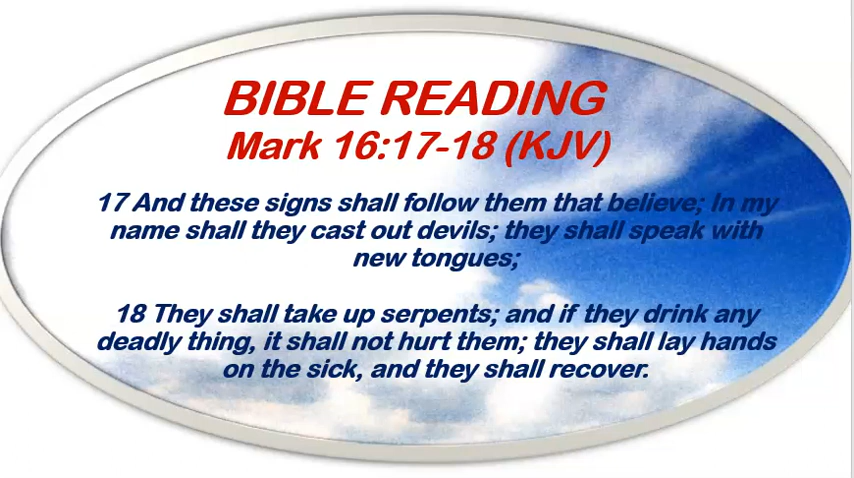 BIBLE READING
Mark 16:17-18 (KJV)
17 And these signs shall follow them that believe; In my
name shall they cast out devils; they shall speak with
new tongues;
18 They shall take up serpents; and if they drink any
deadly thing, it shall not hurt them; they shall lay hands
on the sick, and they shall recover.